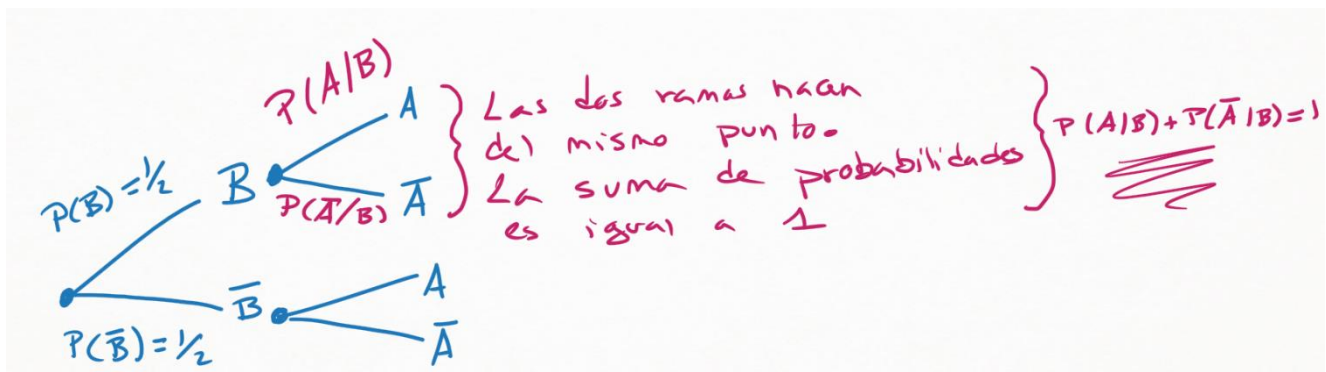 P(A/B)
A
Las dos ramas nacen
del mismo punto.
P(A|B) + P(A̅|B) = 1
P(B) = 1/2
B
P(A̅/B)
A̅
La suma de probabilidades
es igual a 1
A
B̅
P(B̅) = 1/2
A̅